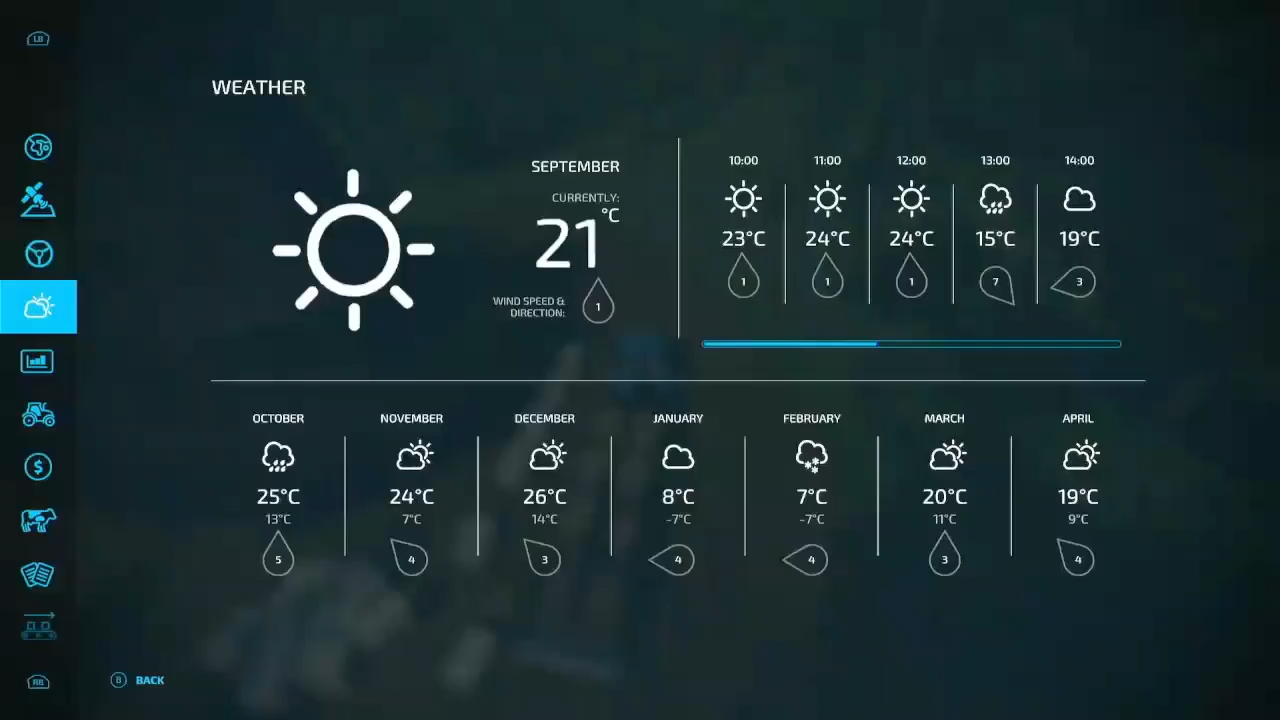 LB
WEATHER
SEPTEMBER
CURRENTLY:
21°C
WIND SPEED &
DIRECTION:
1
10:00 11:00 12:00 13:00 14:00
23°C 24°C 24°C 15°C 19°C
1 1 1 7 3
OCTOBER NOVEMBER DECEMBER JANUARY FEBRUARY MARCH APRIL
25°C 24°C 26°C 8°C 7°C 20°C 19°C
13°C 7°C 14°C -7°C -7°C 11°C 9°C
5 4 3 4 4 3 4
$
B BACK
RB